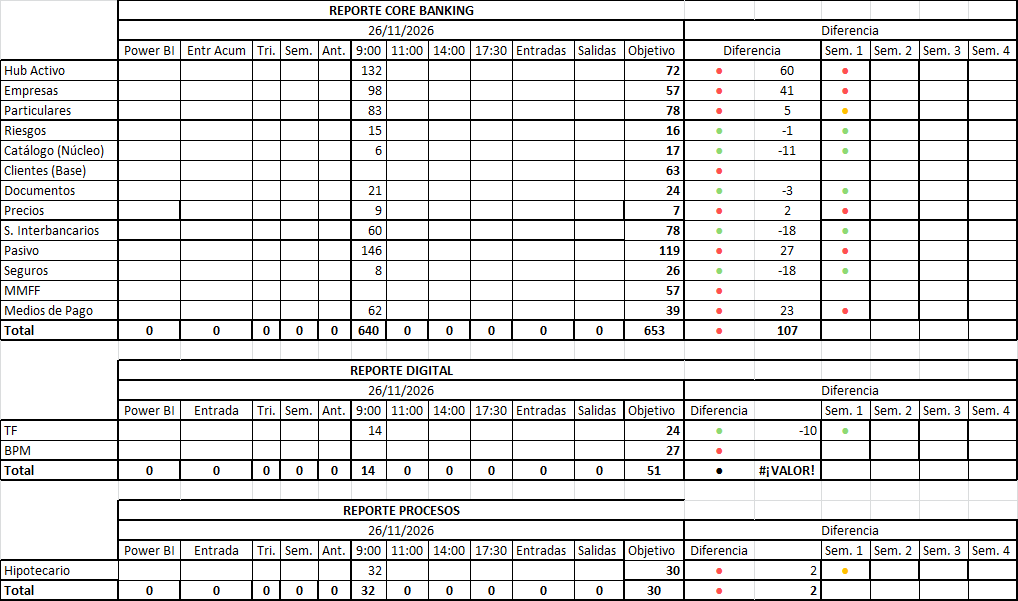 REPORTE CORE BANKING
26/11/2026 Diferencia
Power BI Entr Acum Tri. Sem. Ant. 9:00 11:00 14:00 17:30 Entradas Salidas Objetivo Diferencia Sem. 1 Sem. 2 Sem. 3 Sem. 4
Hub Activo 132 72 60
Empresas 98 57 41
Particulares 83 78 5
Riesgos 15 16 -1
Catálogo (Núcleo) 6 17 -11
Clientes (Base) 63
Documentos 21 24 -3
Precios 9 7 2
S. Interbancarios 60 78 -18
Pasivo 146 119 27
Seguros 8 26 -18
MMFF 57
Medios de Pago 62 39 23
Total 0 0 0 0 0 640 0 0 0 0 0 653 107
REPORTE DIGITAL
26/11/2026 Diferencia
Power BI Entrada Tri. Sem. Ant. 9:00 11:00 14:00 17:30 Entradas Salidas Objetivo Diferencia Sem. 1 Sem. 2 Sem. 3 Sem. 4
TF 14 24 -10
BPM 27
Total 0 0 0 0 0 14 0 0 0 0 0 51 #¡VALOR!
REPORTE PROCESOS
26/11/2026 Diferencia
Power BI Entrada Tri. Sem. Ant. 9:00 11:00 14:00 17:30 Entradas Salidas Objetivo Diferencia Sem. 1 Sem. 2 Sem. 3 Sem. 4
Hipotecario 32 30 2
Total 0 0 0 0 0 32 0 0 0 0 0 30 2